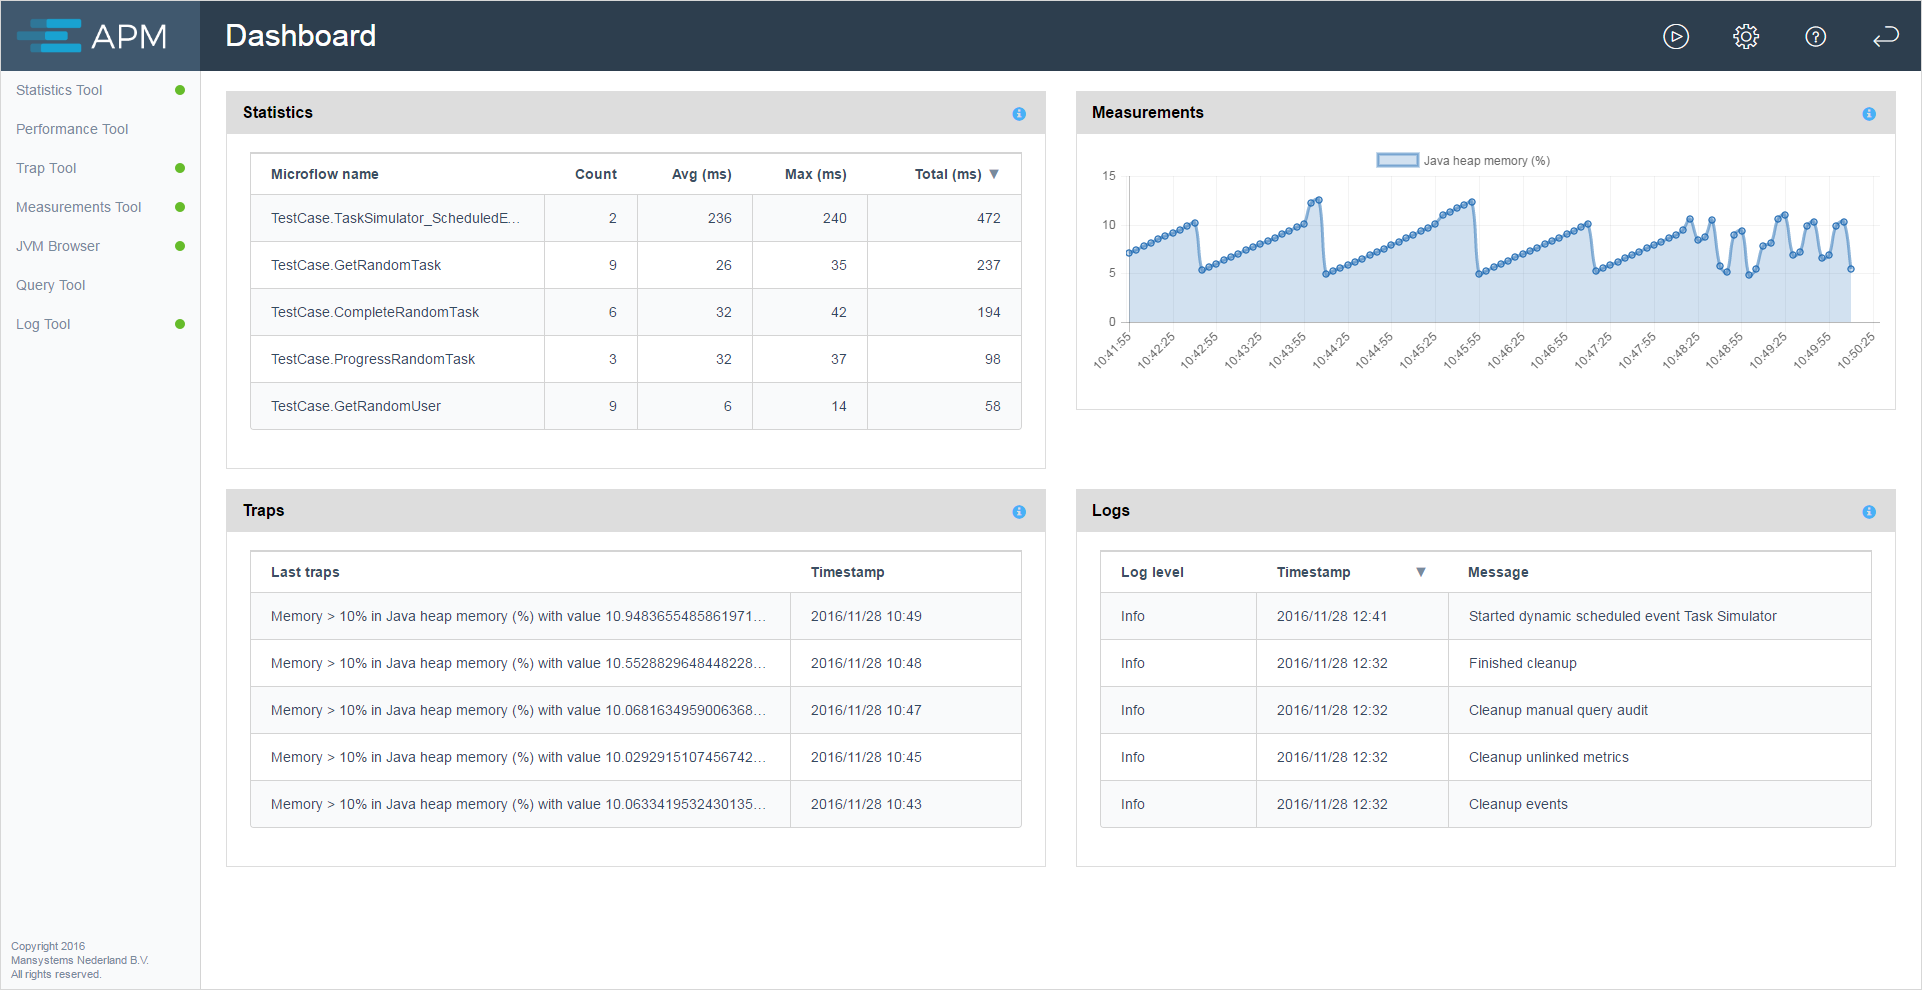 APM
Dashboard
Statistics Tool
Performance Tool
Trap Tool
Measurements Tool
JVM Browser
Query Tool
Log Tool
Statistics
Microflow name Count Avg (ms) Max (ms) Total (ms) ▼
TestCase.TaskSimulator_ScheduledE... 2 236 240 472
TestCase.GetRandomTask 9 26 35 237
TestCase.CompleteRandomTask 6 32 42 194
TestCase.ProgressRandomTask 3 32 37 98
TestCase.GetRandomUser 9 6 14 58
Measurements
Java heap memory (%)
15
10
5
0
10:41:55 10:42:25 10:42:55 10:43:25 10:43:55 10:44:25 10:44:55 10:45:25 10:45:55 10:46:25 10:46:55 10:47:25 10:47:55 10:48:25 10:48:55 10:49:25 10:49:55 10:50:25
Traps
Last traps Timestamp
Memory > 10% in Java heap memory (%) with value 10.9483655485861971... 2016/11/28 10:49
Memory > 10% in Java heap memory (%) with value 10.5528829648448228... 2016/11/28 10:48
Memory > 10% in Java heap memory (%) with value 10.0681634959006368... 2016/11/28 10:47
Memory > 10% in Java heap memory (%) with value 10.0292915107456742... 2016/11/28 10:45
Memory > 10% in Java heap memory (%) with value 10.0633419532430135... 2016/11/28 10:43
Logs
Log level Timestamp ▼ Message
Info 2016/11/28 12:41 Started dynamic scheduled event Task Simulator
Info 2016/11/28 12:32 Finished cleanup
Info 2016/11/28 12:32 Cleanup manual query audit
Info 2016/11/28 12:32 Cleanup unlinked metrics
Info 2016/11/28 12:32 Cleanup events
Copyright 2016
Mansystems Nederland B.V.
All rights reserved.